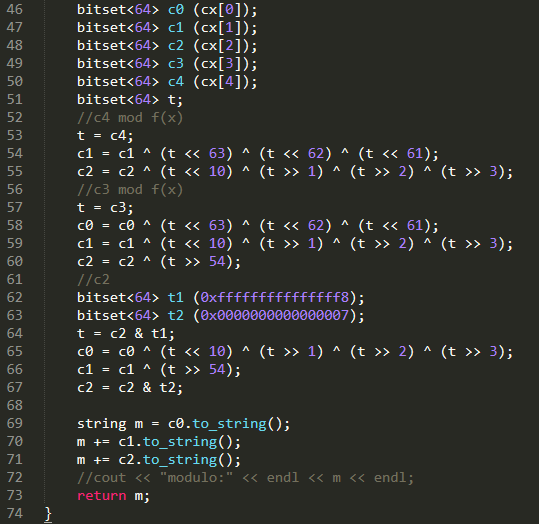 46 bitset<64> c0 (cx[0]);
47 bitset<64> c1 (cx[1]);
48 bitset<64> c2 (cx[2]);
49 bitset<64> c3 (cx[3]);
50 bitset<64> c4 (cx[4]);
51 bitset<64> t;
52 //c4 mod f(x)
53 t = c4;
54 c1 = c1 ^ (t << 63) ^ (t << 62) ^ (t << 61);
55 c2 = c2 ^ (t << 10) ^ (t >> 1) ^ (t >> 2) ^ (t >> 3);
56 //c3 mod f(x)
57 t = c3;
58 c0 = c0 ^ (t << 63) ^ (t << 62) ^ (t << 61);
59 c1 = c1 ^ (t << 10) ^ (t >> 1) ^ (t >> 2) ^ (t >> 3);
60 c2 = c2 ^ (t >> 54);
61 //c2
62 bitset<64> t1 (0xfffffffffffffff8);
63 bitset<64> t2 (0x0000000000000007);
64 t = c2 & t1;
65 c0 = c0 ^ (t << 10) ^ (t >> 1) ^ (t >> 2) ^ (t >> 3);
66 c1 = c1 ^ (t >> 54);
67 c2 = c2 & t2;
68
69 string m = c0.to_string();
70 m += c1.to_string();
71 m += c2.to_string();
72 //cout << "modulo:" << endl << m << endl;
73 return m;
74 }